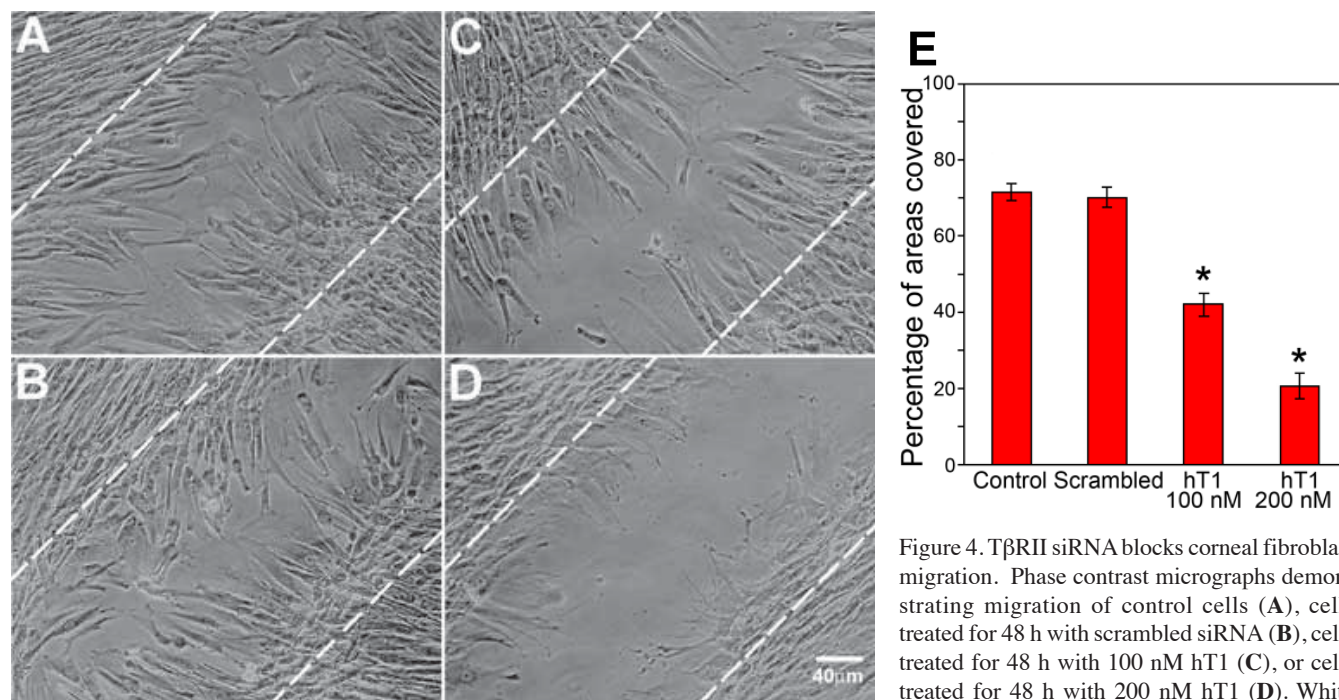 A
C
B
D
40μm
E
Percentage of areas covered
100
80
60
40
20
0
*
*
Control Scrambled hT1 hT1
100 nM 200 nM
Figure 4. TβRII siRNA blocks corneal
migration. Phase contrast micrographs demon
strating migration of control cells (A), cel
treated for 48 h with scrambled siRNA (B), cel
treated for 48 h with 100 nM hT1 (C), or cel
treated for 48 h with 200 nM hT1 (D).